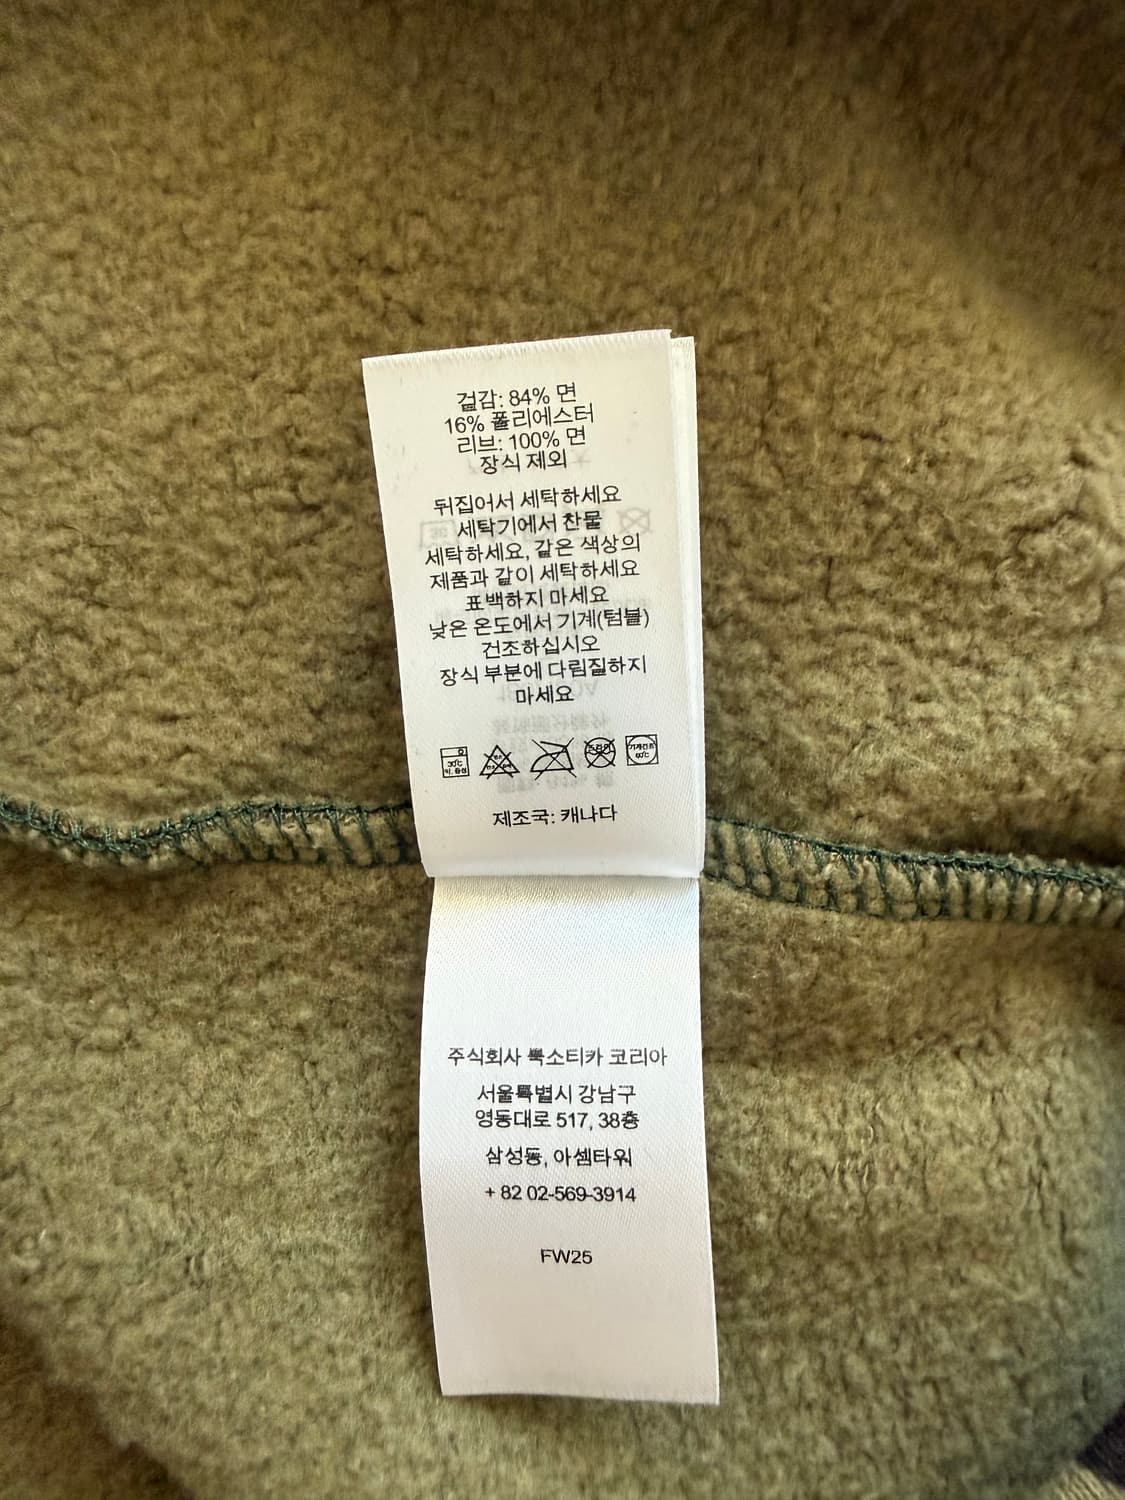 겉감: 84% 면
16% 폴리에스터
리브: 100% 면
장식 제외
뒤집어서 세탁하세요
세탁기에서 찬물
세탁하세요, 같은 색상의
제품과 같이 세탁하세요
표백하지 마세요
낮은 온도에서 기계(텀블)
건조하십시오
장식 부분에 다림질하지
마세요
30℃
기계건조
60℃
제조국: 캐나다
주식회사 룩소티카 코리아
서울특별시 강남구
영동대로 517, 38층
삼성동, 아셈타워
+ 82 02-569-3914
FW25